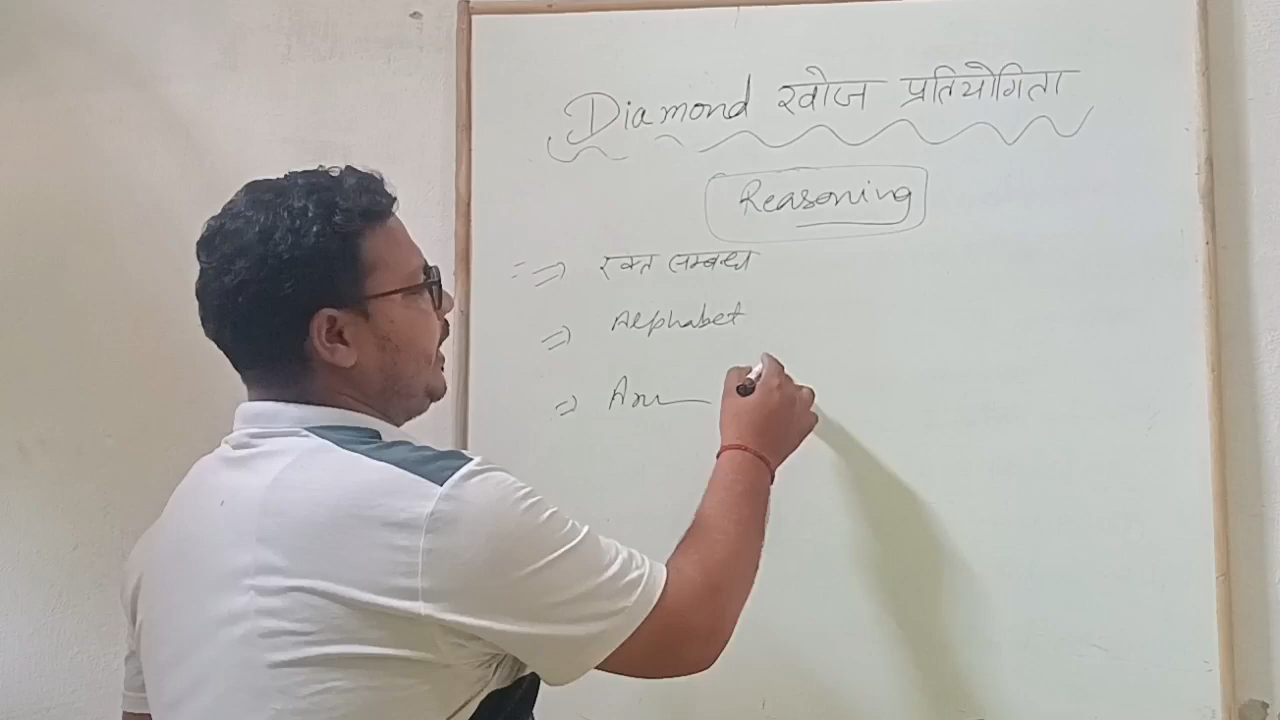 Diamond खोज प्रतियोगिता
Reasoning
=> रक्त सम्बन्ध
=> Alphabet
=>